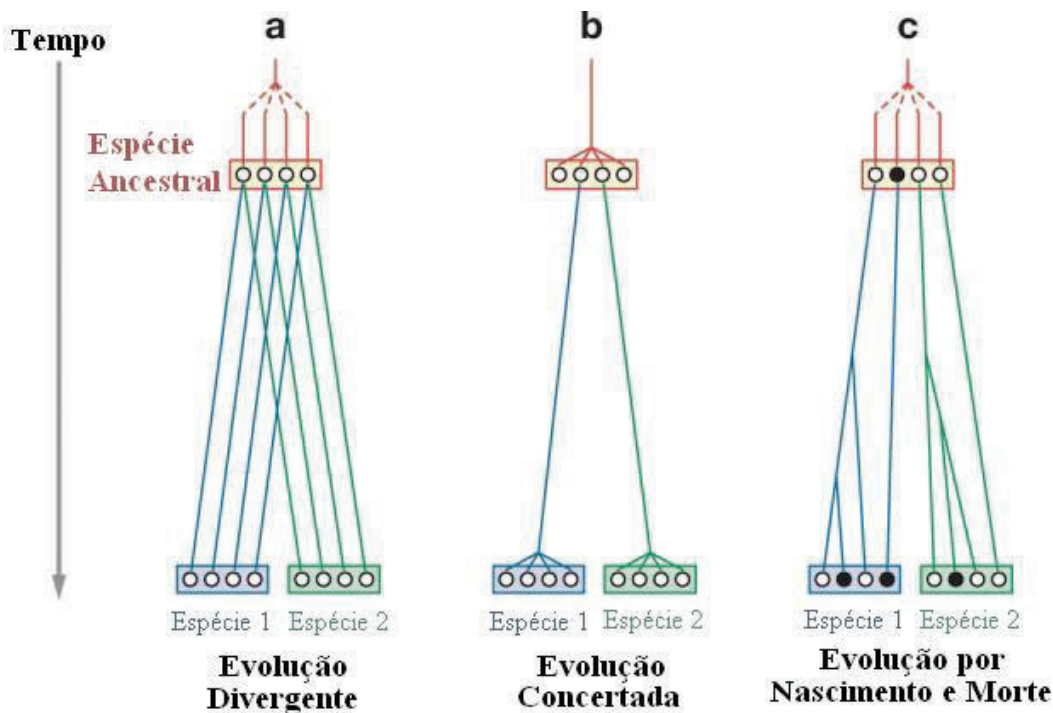 a
b
c
Tempo
Espécie
Ancestral
Espécie 1
Espécie 2
Espécie 1
Espécie 2
Espécie 1
Espécie 2
Evolução
Divergente
Evolução
Concertada
Evolução por
Nascimento e Morte